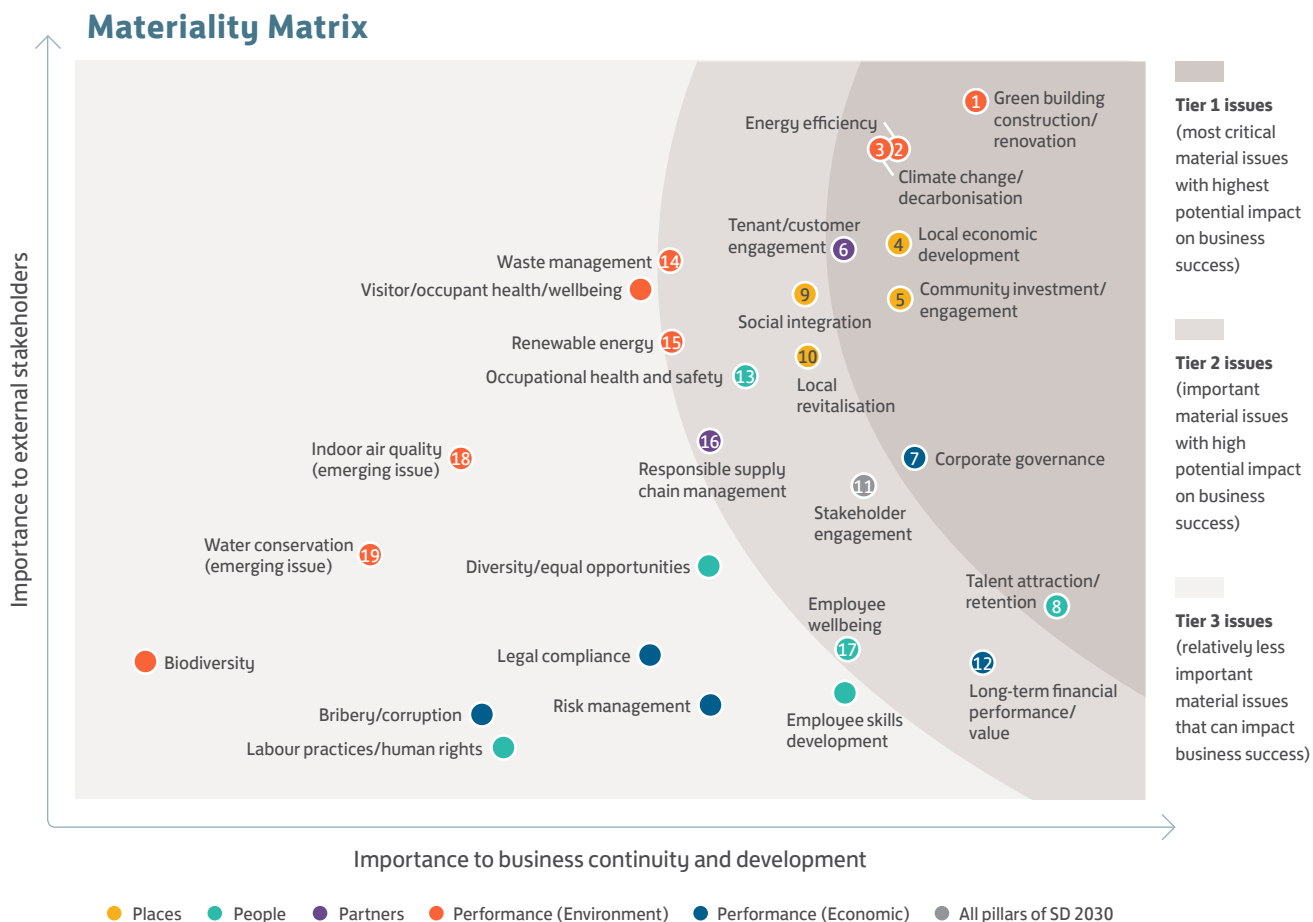 Materiality Matrix
Importance to external stakeholders
1
Green building
construction/
renovation
Energy efficiency
3
2
Climate change/
decarbonisation
Tenant/customer
engagement
6
4
Local economic
development
Waste management
14
Visitor/occupant health/wellbeing
9
Social integration
5
Community investment/
engagement
Renewable energy
15
10
Local
revitalisation
Occupational health and safety
13
Indoor air quality
(emerging issue)
18
16
Responsible supply
chain management
7
Corporate governance
11
Stakeholder
engagement
Water conservation
(emerging issue)
19
Diversity/equal opportunities
Talent attraction/
retention
8
Employee
wellbeing
17
Biodiversity
Legal compliance
12
Long-term financial
performance/
value
Bribery/corruption
Risk management
Employee skills
development
Labour practices/human rights
Tier 1 issues
(most critical
material issues
with highest
potential impact
on business
success)
Tier 2 issues
(important
material issues
with high
potential impact
on business
success)
Tier 3 issues
(relatively less
important
material issues
that can impact
business success)
Importance to business continuity and development
Places
People
Partners
Performance (Environment)
Performance (Economic)
All pillars of SD 2030